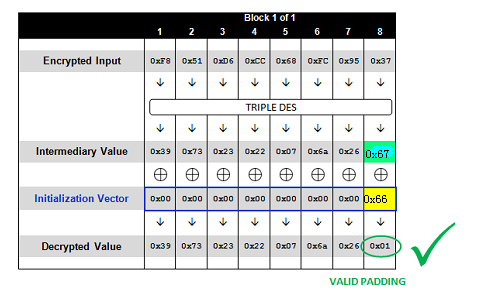 Block 1 of 1
1 2 3 4 5 6 7 8
Encrypted Input 0xF8 0x51 0xD6 0xCC 0x68 0xFC 0x95 0x37
TRIPLE DES
Intermediary Value 0x39 0x73 0x23 0x22 0x07 0x6a 0x26 0x67
Initialization Vector 0x00 0x00 0x00 0x00 0x00 0x00 0x00 0x66
Decrypted Value 0x39 0x73 0x23 0x22 0x07 0x6a 0x26 0x01
VALID PADDING